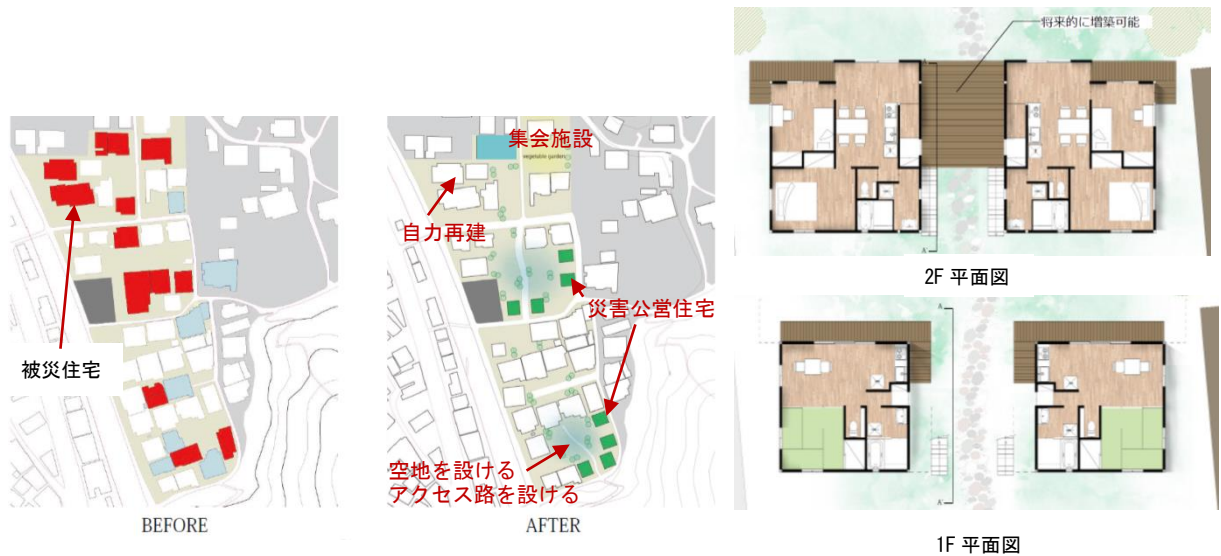 被災住宅
BEFORE
集会施設
vegetable garden
自力再建
災害公営住宅
空地を設ける
アクセス路を設ける
AFTER
将来的に増築可能
A
A'
2F 平面図
A
A'
1F 平面図